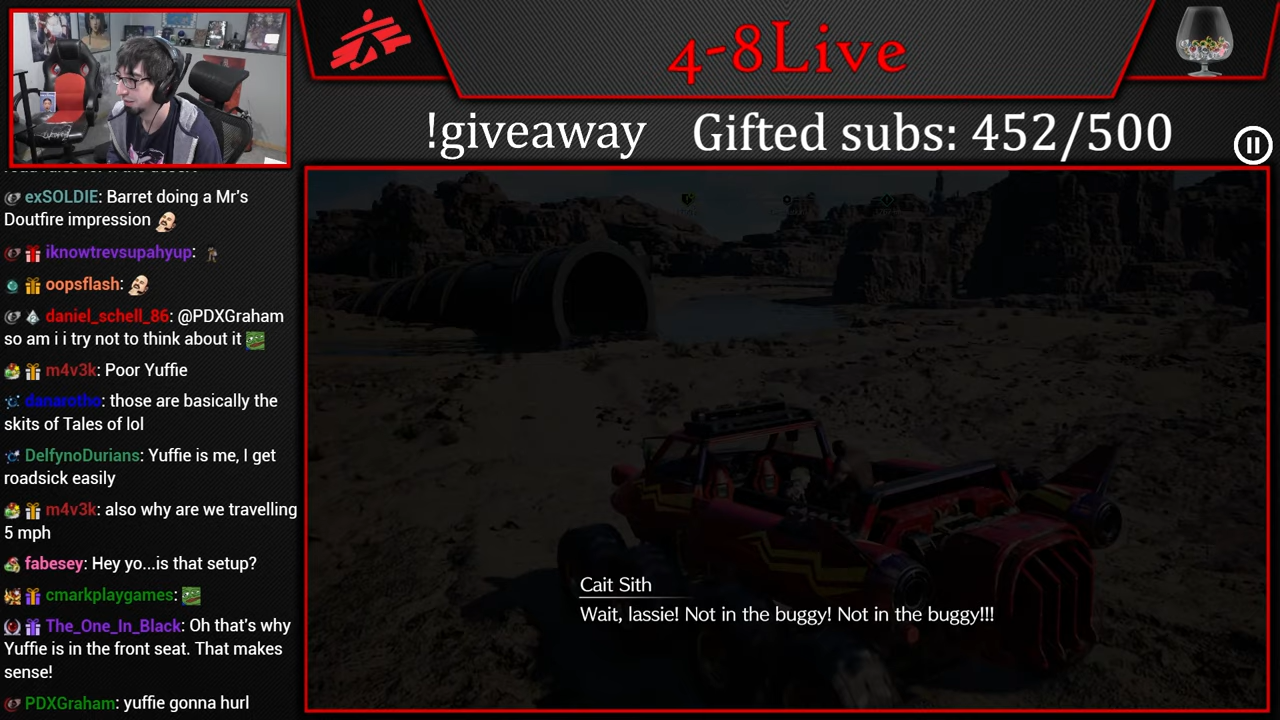 4-8Live
!giveaway
Gifted subs: 452/500
exSOLDIE: Barret doing a Mr's
Doutfire impression
iknowtrevsupahyup:
oopsflash:
daniel_schell_86: @PDXGraham
so am i i try not to think about it
m4v3k: Poor Yuffie
danarotho: those are basically the
skits of Tales of lol
DelfynoDurians: Yuffie is me, I get
roadsick easily
m4v3k: also why are we travelling
5 mph
fabesey: Hey yo...is that setup?
cmarkplaygames:
The_One_In_Black: Oh that's why
Yuffie is in the front seat. That makes
sense!
PDXGraham: yuffie gonna hurl
Cait Sith
Wait, lassie! Not in the buggy! Not in the buggy!!!